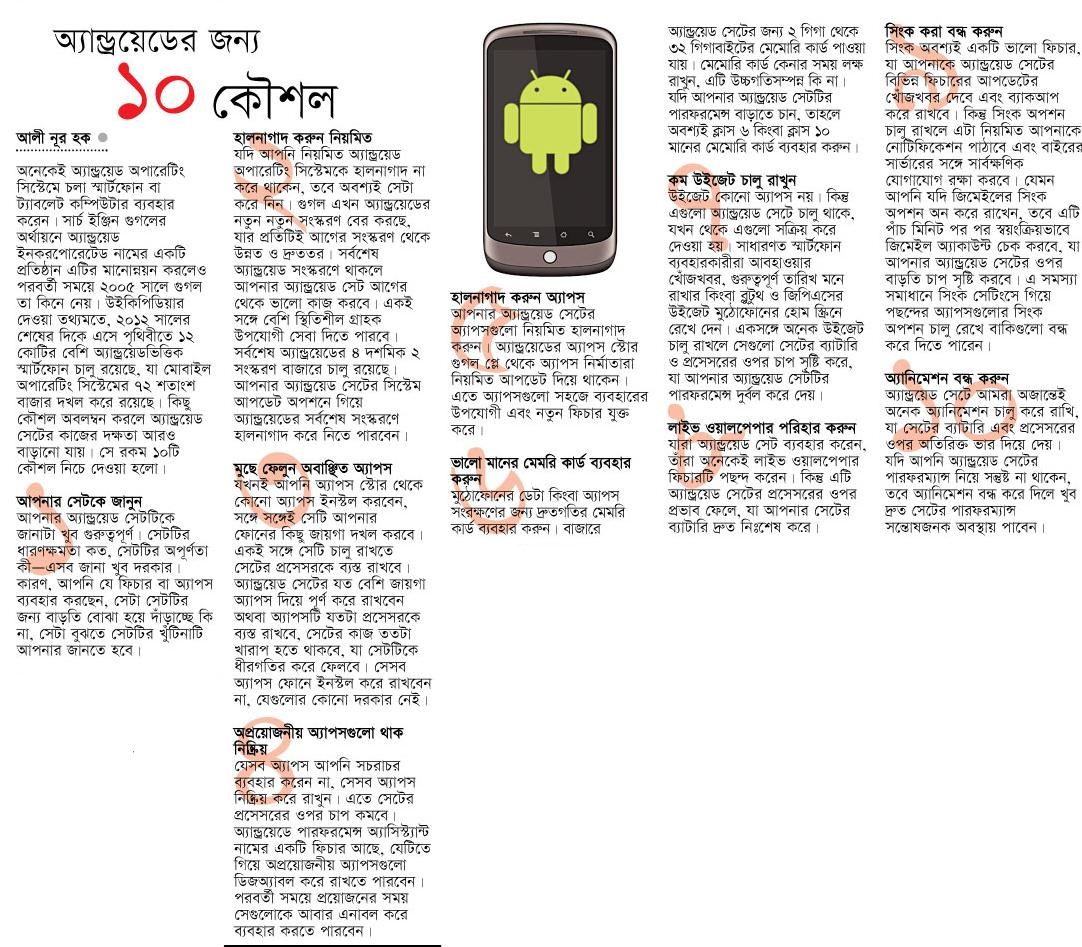 অ্যান্ড্রয়েডের জন্য
১০ কৌশল
আলী নূর হক
অনেকেই অ্যান্ড্রয়েড অপারেটিং
সিস্টেমে চলা স্মার্টফোন বা
ট্যাবলেট কম্পিউটার ব্যবহার
করেন। সার্চ ইঞ্জিন গুগলের
অর্থায়নে অ্যান্ড্রয়েড
ইনকরপোরেটেড নামের একটি
প্রতিষ্ঠান এটির মানোন্নয়ন করলেও
পরবর্তী সময়ে ২০০৫ সালে গুগল
তা কিনে নেয়। উইকিপিডিয়ার
দেওয়া তথ্যমতে, ২০১২ সালের
শেষের দিকে এসে পৃথিবীতে ১২
কোটির বেশি অ্যান্ড্রয়েডভিত্তিক
স্মার্টফোন চালু রয়েছে, যা মোবাইল
অপারেটিং সিস্টেমের ৭২ শতাংশ
বাজার দখল করে রয়েছে। কিছু
কৌশল অবলম্বন করলে অ্যান্ড্রয়েড
সেটের কাজের দক্ষতা আরও
বাড়ানো যায়। সে রকম ১০টি
কৌশল নিচে দেওয়া হলো।
১
আপনার সেটকে জানুন
আপনার অ্যান্ড্রয়েড সেটটিকে
জানাটা খুব গুরুত্বপূর্ণ। সেটটির
ধারণক্ষমতা কত, সেটটির অপূর্ণতা
কী—এসব জানা খুব দরকার।
কারণ, আপনি যে ফিচার বা অ্যাপস
ব্যবহার করছেন, সেটা সেটটির
জন্য বাড়তি বোঝা হয়ে দাঁড়াচ্ছে কি
না, সেটা বুঝতে সেটটির খুঁটিনাটি
আপনার জানতে হবে।
২
হালনাগাদ করুন নিয়মিত
যদি আপনি নিয়মিত অ্যান্ড্রয়েড
অপারেটিং সিস্টেমকে হালনাগাদ না
করে থাকেন, তবে অবশ্যই সেটা
করে নিন। গুগল এখন অ্যান্ড্রয়েডের
নতুন নতুন সংস্করণ বের করছে,
যার প্রতিটিই আগের সংস্করণ থেকে
উন্নত ও দ্রুততর। সর্বশেষ
অ্যান্ড্রয়েড সংস্করণে থাকলে
আপনার অ্যান্ড্রয়েড সেট আগের
থেকে ভালো কাজ করবে। একই
সঙ্গে বেশি স্থিতিশীল গ্রাহক
উপযোগী সেবা দিতে পারবে।
সর্বশেষ অ্যান্ড্রয়েডের ৪ দশমিক ২
সংস্করণ বাজারে চালু রয়েছে।
আপনার অ্যান্ড্রয়েড সেটের সিস্টেম
আপডেট অপশনে গিয়ে
অ্যান্ড্রয়েডের সর্বশেষ সংস্করণে
হালনাগাদ করে নিতে পারবেন।
৩
মুছে ফেলুন অবাঞ্ছিত অ্যাপস
যখনই আপনি অ্যাপস স্টোর থেকে
কোনো অ্যাপস ইনস্টল করবেন,
সঙ্গে সঙ্গেই সেটি আপনার
ফোনের কিছু জায়গা দখল করবে।
একই সঙ্গে সেটি চালু রাখতে
সেটের প্রসেসরকে ব্যস্ত রাখবে।
অ্যান্ড্রয়েড সেটের যত বেশি জায়গা
অ্যাপস দিয়ে পূর্ণ করে রাখবেন
অথবা অ্যাপসটি যতটা প্রসেসরকে
ব্যস্ত রাখবে, সেটের কাজ ততটা
খারাপ হতে থাকবে, যা সেটটিকে
ধীরগতির করে ফেলবে। সেসব
অ্যাপস ফোনে ইনস্টল করে রাখবেন
না, যেগুলোর কোনো দরকার নেই।
৪
অপ্রয়োজনীয় অ্যাপসগুলো থাক
নিষ্ক্রিয়
যেসব অ্যাপস আপনি সচরাচর
ব্যবহার করেন না, সেসব অ্যাপস
নিষ্ক্রিয় করে রাখুন। এতে সেটের
প্রসেসরের ওপর চাপ কমবে।
অ্যান্ড্রয়েডে পারফরমেন্স অ্যাসিস্ট্যান্ট
নামের একটি ফিচার আছে, যেটিতে
গিয়ে অপ্রয়োজনীয় অ্যাপসগুলো
ডিজঅ্যাবল করে রাখতে পারবেন।
পরবর্তী সময়ে প্রয়োজনের সময়
সেগুলোকে আবার এনাবল করে
ব্যবহার করতে পারবেন।
৫
হালনাগাদ করুন অ্যাপস
আপনার অ্যান্ড্রয়েড সেটের
অ্যাপসগুলো নিয়মিত হালনাগাদ
করুন। অ্যান্ড্রয়েডের অ্যাপস স্টোর
গুগল প্লে থেকে অ্যাপস নির্মাতারা
নিয়মিত আপডেট দিয়ে থাকেন।
এতে অ্যাপসগুলো সহজে ব্যবহারের
উপযোগী এবং নতুন ফিচার যুক্ত
করে।
৬
ভালো মানের মেমরি কার্ড ব্যবহার
করুন
মুঠোফোনের ডেটা কিংবা অ্যাপস
সংরক্ষণের জন্য দ্রুতগতির মেমরি
কার্ড ব্যবহার করুন। বাজারে
অ্যান্ড্রয়েড সেটের জন্য ২ গিগা থেকে
৩২ গিগাবাইটের মেমোরি কার্ড পাওয়া
যায়। মেমোরি কার্ড কেনার সময় লক্ষ
রাখুন, এটি উচ্চগতিসম্পন্ন কি না।
যদি আপনার অ্যান্ড্রয়েড সেটটির
পারফরমেন্স বাড়াতে চান, তাহলে
অবশ্যই ক্লাস ৬ কিংবা ক্লাস ১০
মানের মেমোরি কার্ড ব্যবহার করুন।
৭
কম উইজেট চালু রাখুন
উইজেট কোনো অ্যাপস নয়। কিন্তু
এগুলো অ্যান্ড্রয়েড সেটে চালু থাকে,
যখন থেকে এগুলো সক্রিয় করে
দেওয়া হয়। সাধারণত স্মার্টফোন
ব্যবহারকারীরা আবহাওয়ার
খোঁজখবর, গুরুত্বপূর্ণ তারিখ মনে
রাখার কিংবা ব্লুটুথ ও জিপিএসের
উইজেট মুঠোফোনের হোম স্ক্রিনে
রেখে দেন। একসঙ্গে অনেক উইজেট
চালু রাখলে সেগুলো সেটের ব্যাটারি
ও প্রসেসরের ওপর চাপ সৃষ্টি করে,
যা আপনার অ্যান্ড্রয়েড সেটটির
পারফরমেন্স দুর্বল করে দেয়।
৮
লাইভ ওয়ালপেপার পরিহার করুন
যারা অ্যান্ড্রয়েড সেট ব্যবহার করেন,
তাঁরা অনেকেই লাইভ ওয়ালপেপার
ফিচারটি পছন্দ করেন। কিন্তু এটি
অ্যান্ড্রয়েড সেটের প্রসেসরের ওপর
প্রভাব ফেলে, যা আপনার সেটের
ব্যাটারি দ্রুত নিঃশেষ করে।
৯
সিংক করা বন্ধ করুন
সিংক অবশ্যই একটি ভালো ফিচার,
যা আপনাকে অ্যান্ড্রয়েড সেটের
বিভিন্ন ফিচারের আপডেটের
খোঁজখবর দেবে এবং ব্যাকআপ
করে রাখবে। কিন্তু সিংক অপশন
চালু রাখলে এটা নিয়মিত আপনাকে
নোটিফিকেশন পাঠাবে এবং বাইরের
সার্ভারের সঙ্গে সার্বক্ষণিক
যোগাযোগ রক্ষা করবে। যেমন
আপনি যদি জিমেইলের সিংক
অপশন অন করে রাখেন, তবে এটি
পাঁচ মিনিট পর পর স্বয়ংক্রিয়ভাবে
জিমেইল অ্যাকাউন্ট চেক করবে, যা
আপনার অ্যান্ড্রয়েড সেটের ওপর
বাড়তি চাপ সৃষ্টি করবে। এ সমস্যা
সমাধানে সিংক সেটিংসে গিয়ে
পছন্দের অ্যাপসগুলোর সিংক
অপশন চালু রেখে বাকিগুলো বন্ধ
করে দিতে পারেন।
১০
অ্যানিমেশন বন্ধ করুন
অ্যান্ড্রয়েড সেটে আমরা অজান্তেই
অনেক অ্যানিমেশন চালু করে রাখি,
যা সেটের ব্যাটারি এবং প্রসেসরের
ওপর অতিরিক্ত ভার দিয়ে দেয়।
যদি আপনি অ্যান্ড্রয়েড সেটের
পারফরম্যান্স নিয়ে সন্তুষ্ট না থাকেন,
তবে অ্যানিমেশন বন্ধ করে দিলে খুব
দ্রুত সেটের পারফরম্যান্স
সন্তোষজনক অবস্থায় পাবেন।